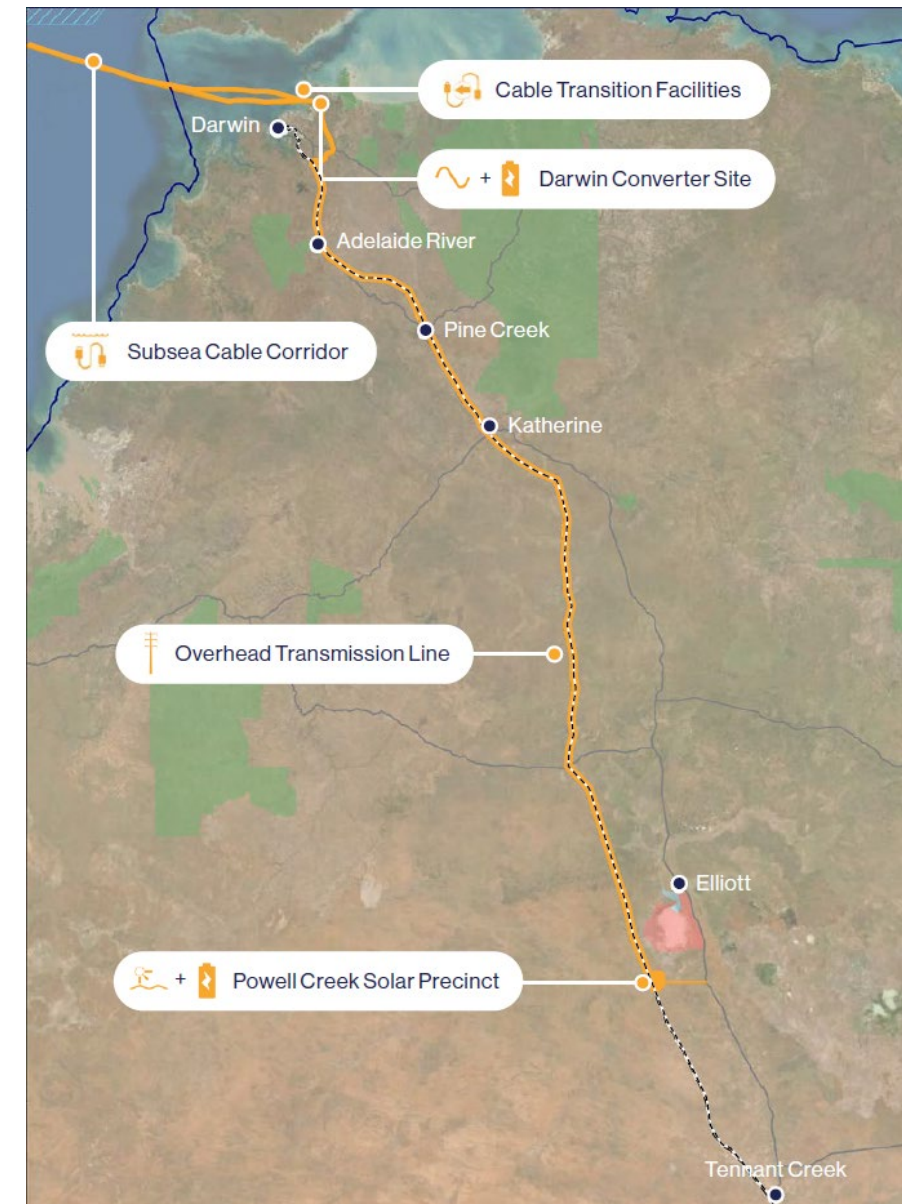 Cable Transition Facilities
Darwin
+ Darwin Converter Site
Adelaide River
Pine Creek
Subsea Cable Corridor
Katherine
Overhead Transmission Line
Elliott
+ Powell Creek Solar Precinct
Tennant Creek